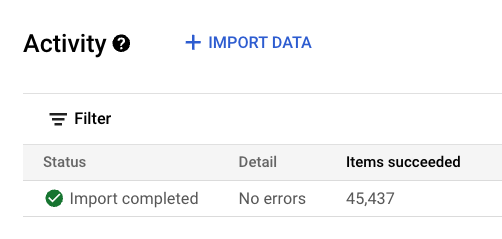 Activity ?
+ IMPORT DATA
Filter
Status Detail Items succeeded
Import completed No errors 45,437